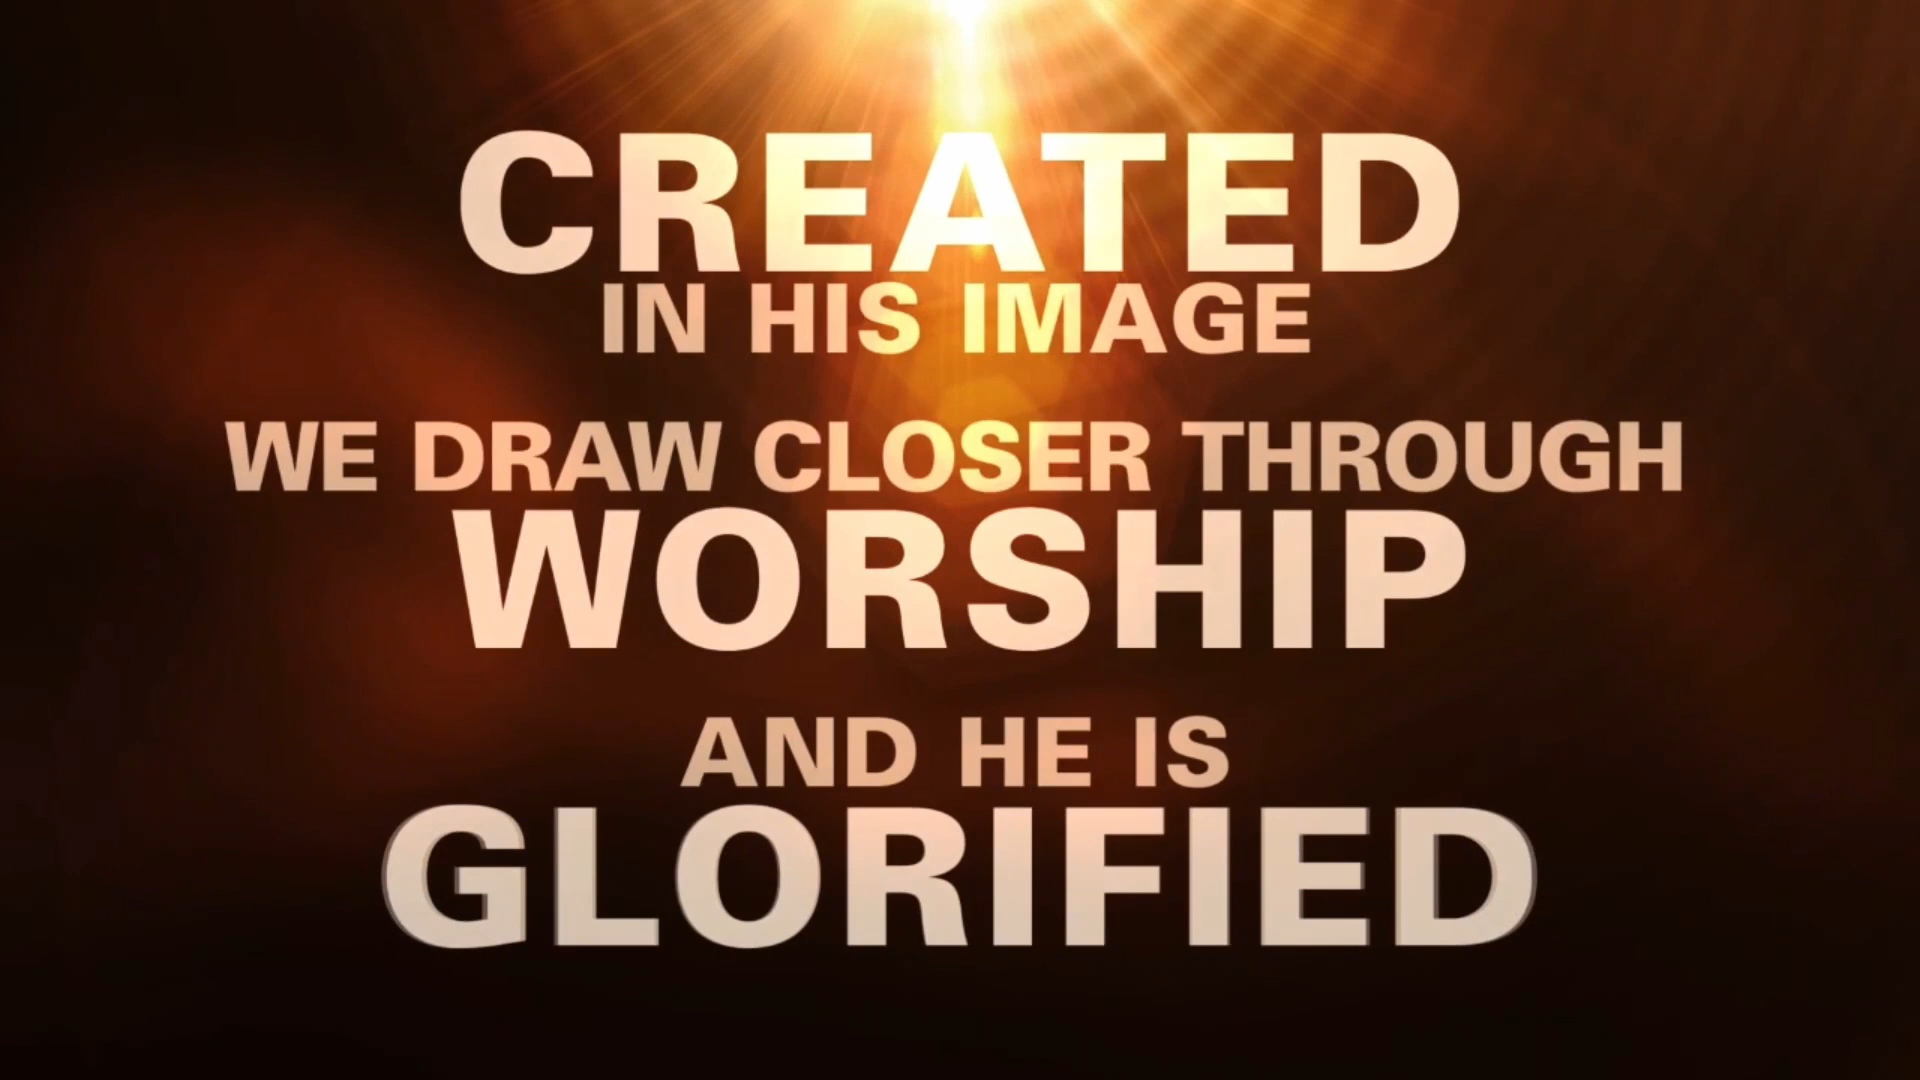 CREATED
IN HIS IMAGE
WE DRAW CLOSER THROUGH
WORSHIP
AND HE IS
GLORIFIED